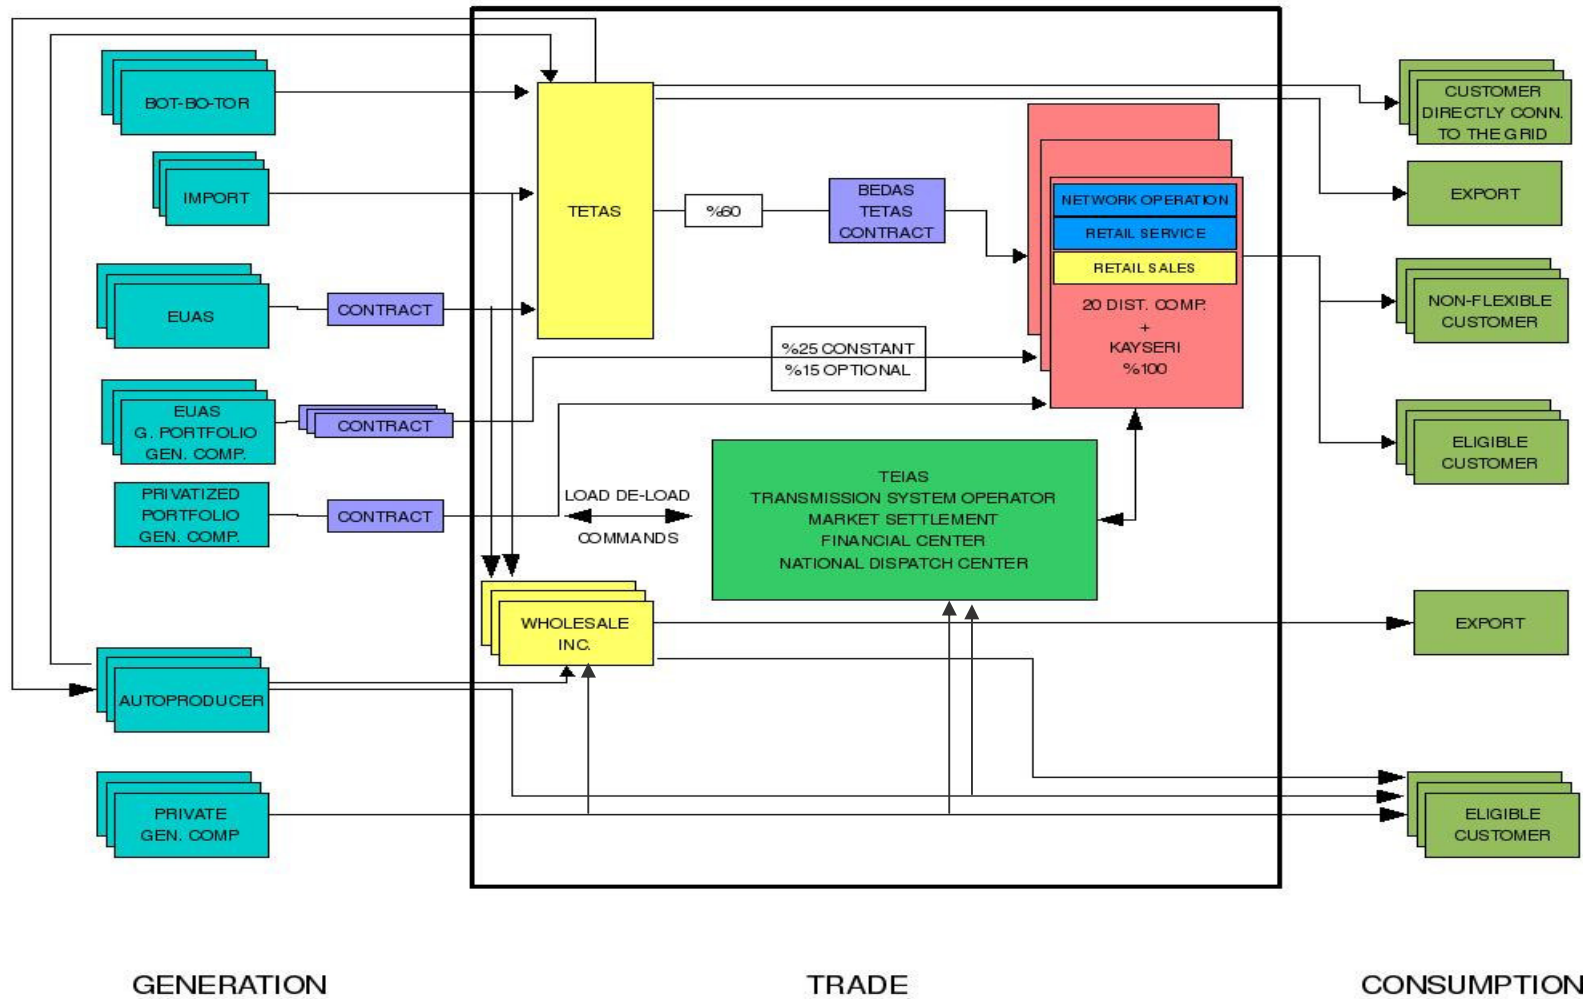 BOT-BO-TOR
IMPORT
EUAS
CONTRACT
EUAS
G. PORTFOLIO
GEN. COMP.
CONTRACT
PRIVATIZED
PORTFOLIO
GEN. COMP.
CONTRACT
AUTOPRODUCER
PRIVATE
GEN. COMP
TETAS
%60
BEDAS
TETAS
CONTRACT
NETWORK OPERATION
RETAIL SERVICE
RETAIL SALES
20 DIST. COMP.
+
KAYSERI
%100
%25 CONSTANT
%15 OPTIONAL
LOAD DE-LOAD
COMMANDS
TEIAS
TRANSMISSION SYSTEM OPERATOR
MARKET SETTLEMENT
FINANCIAL CENTER
NATIONAL DISPATCH CENTER
WHOLESALE
INC.
CUSTOMER
DIRECTLY CONN.
TO THE GRID
EXPORT
NON-FLEXIBLE
CUSTOMER
ELIGIBLE
CUSTOMER
EXPORT
ELIGIBLE
CUSTOMER
GENERATION
TRADE
CONSUMPTION